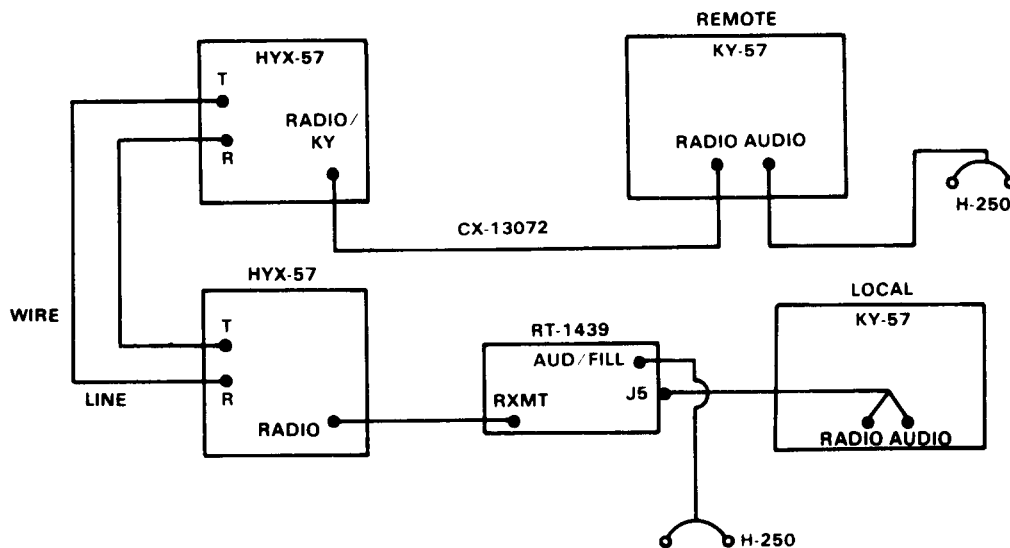 REMOTE
HYX-57
KY-57
T
RADIO/
KY
R
RADIO AUDIO
H-250
CX-13072
HYX-57
LOCAL
WIRE
T
RT-1439
KY-57
AUD/FILL
R
LINE
RXMT
J5
RADIO
RADIO AUDIO
H-250